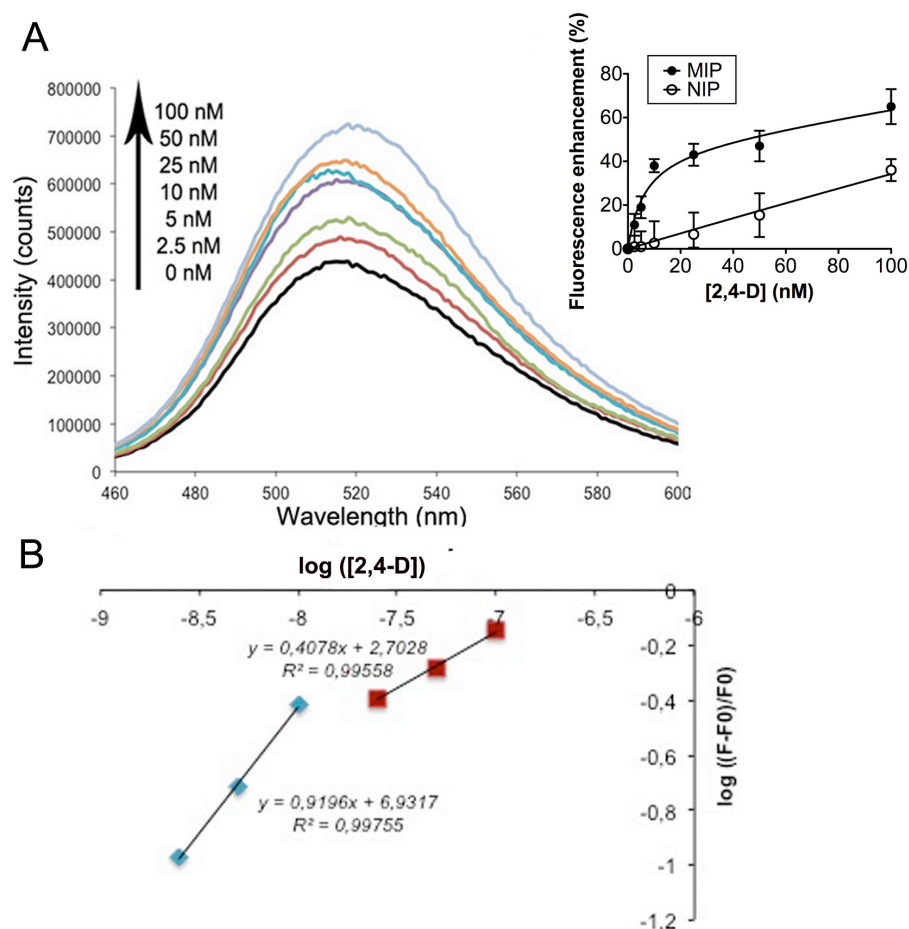 A
Intensity (counts)
800000
700000
600000
500000
400000
300000
200000
100000
0
100 nM
50 nM
25 nM
10 nM
5 nM
2.5 nM
0 nM
460 480 500 520 540 560 580 600
Wavelength (nm)
Fluorescence enhancement (%)
80
60
40
20
0
MIP
NIP
0 20 40 60 80 100
[2,4-D] (nM)
B
log ([2,4-D])
-9 -8,5 -8 -7,5 -7 -6,5 -6
0
-0,2
-0,4
-0,6
-0,8
-1
-1,2
y = 0,4078x + 2,7028
R² = 0,99558
y = 0,9196x + 6,9317
R² = 0,99755
log ((F-F0)/F0)